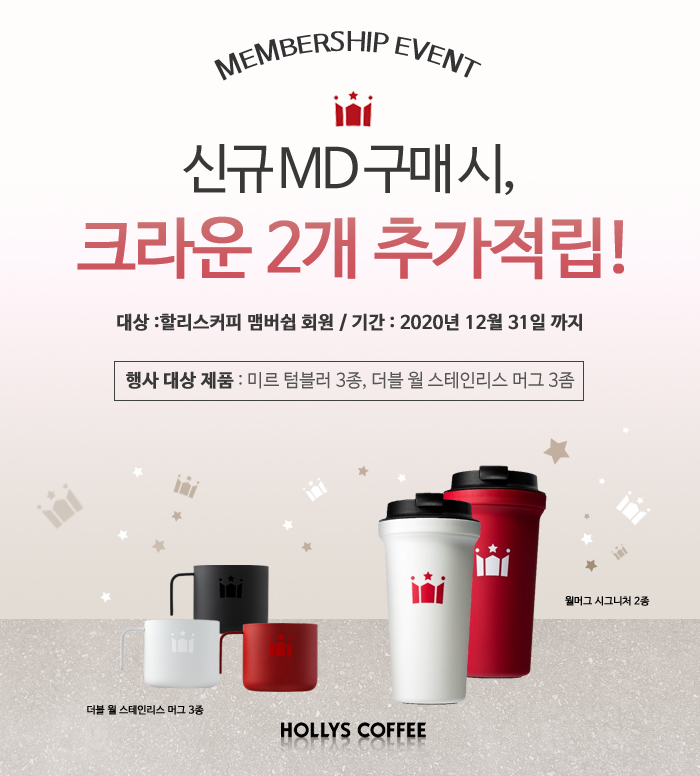 MEMBERSHIP EVENT
신규 MD 구매 시,
크라운 2개 추가적립!
대상 :할리스커피 맴버쉽 회원 / 기간 : 2020년 12월 31일 까지
행사 대상 제품 : 미르 텀블러 3종, 더블 월 스테인리스 머그 3좀
월머그 시그니처 2종
더블 월 스테인리스 머그 3종
HOLLYS COFFEE